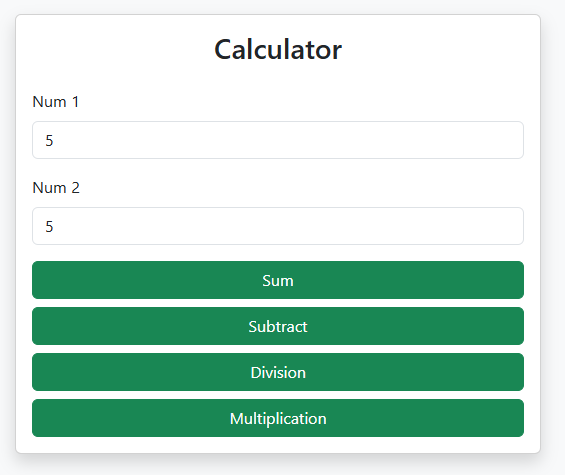 Calculator
Num 1
5
Num 2
5
Sum
Subtract
Division
Multiplication